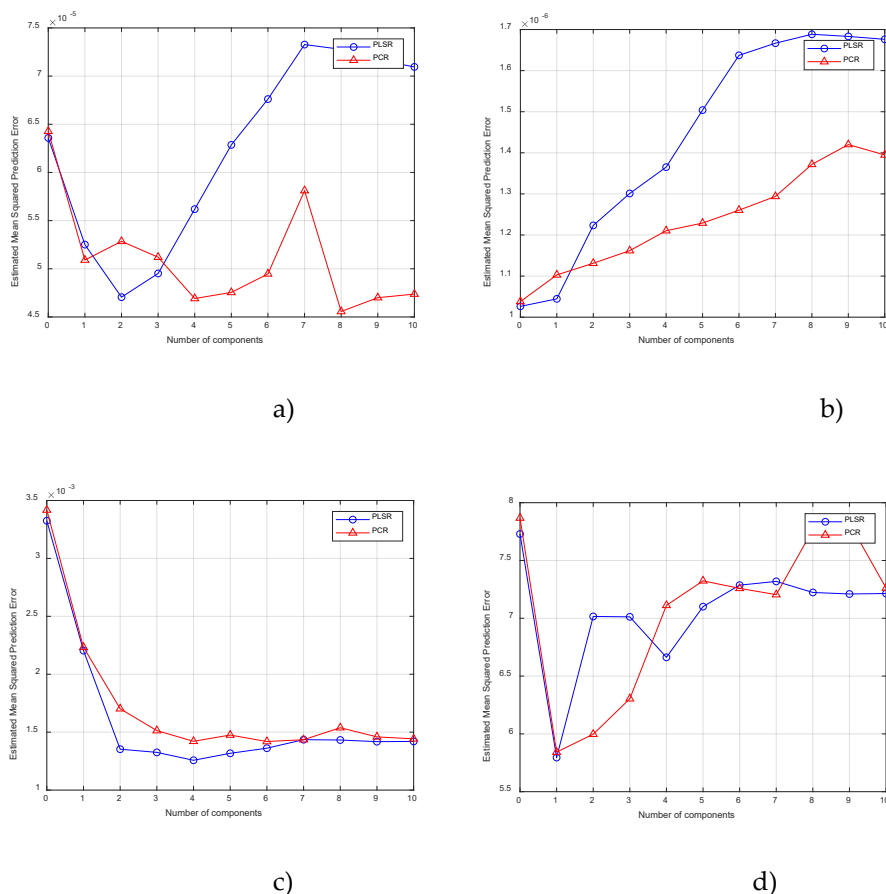 × 10 -5
7.5
7
6.5
6
5.5
5
4.5
Estimated Mean Squared Prediction Error
0 1 2 3 4 5 6 7 8 9 10
Number of components
PLSR
PCR
a)
× 10 -6
1.7
1.6
1.5
1.4
1.3
1.2
1.1
1
Estimated Mean Squared Prediction Error
0 1 2 3 4 5 6 7 8 9 10
Number of components
PLSR
PCR
b)
× 10 -3
3.5
3
2.5
2
1.5
1
Estimated Mean Squared Prediction Error
0 1 2 3 4 5 6 7 8 9 10
Number of components
PLSR
PCR
c)
8
7.5
7
6.5
6
5.5
Estimated Mean Squared Prediction Error
0 1 2 3 4 5 6 7 8 9 10
Number of components
PLSR
PCR
d)